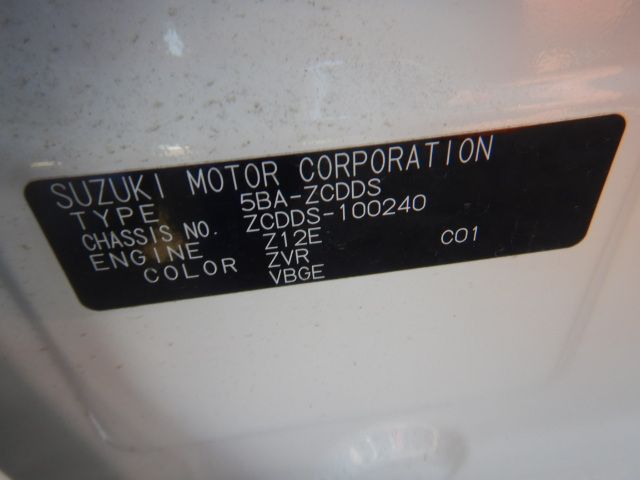 SUZUKI MOTOR CORPORATION
TYPE 5BA-ZCDDS
CHASSIS NO. ZCDDS-100240
ENGINE Z12E
COLOR ZVR C01
VBGE